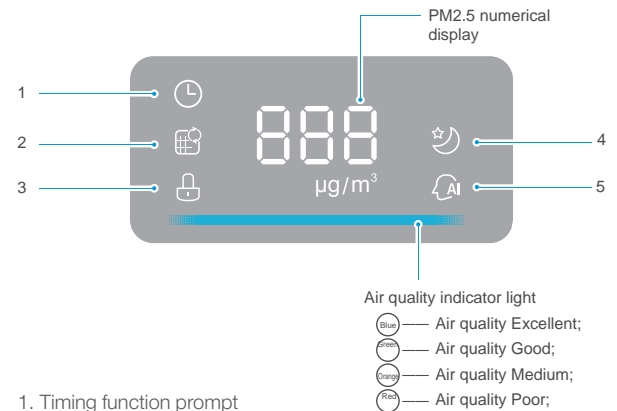 PM2.5 numerical
display
1
2
3
888
µg/m³
AI
4
5
Air quality indicator light
Blue —— Air quality Excellent;
Green —— Air quality Good;
Orange —— Air quality Medium;
Red —— Air quality Poor;
1. Timing function prompt